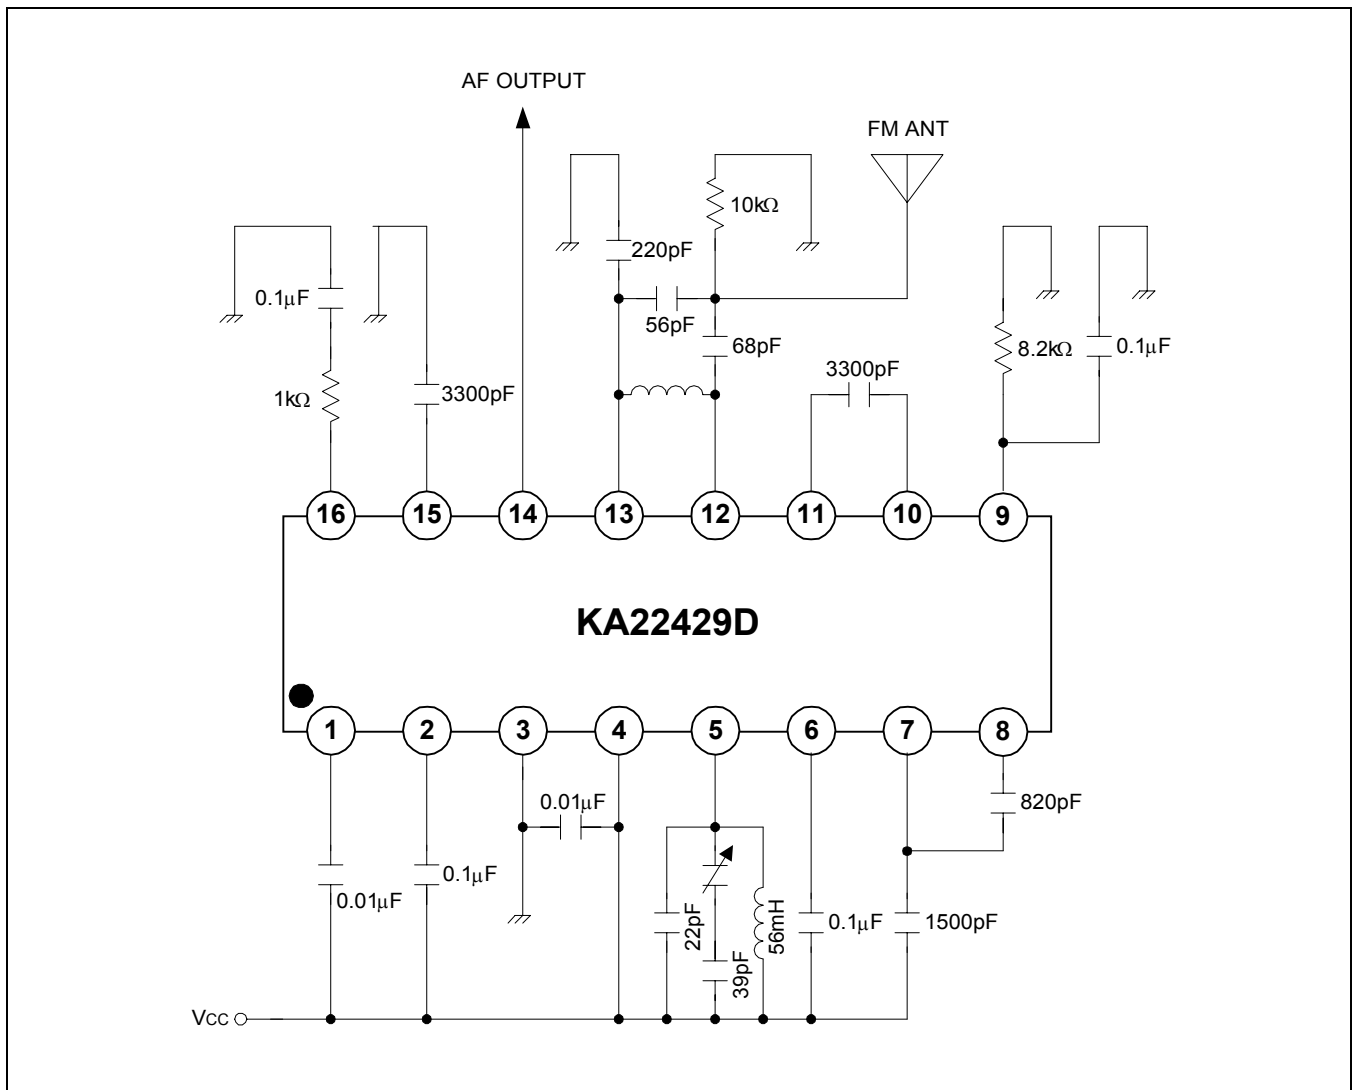 AF OUTPUT
FM ANT
10kΩ
220pF
0.1µF
56pF
68pF
8.2kΩ
0.1µF
3300pF
1kΩ
3300pF
16
15
14
13
12
11
10
9
KA22429D
1
2
3
4
5
6
7
8
0.01µF
820pF
0.01µF
0.1µF
22pF
39pF
56mH
0.1µF
1500pF
Vcc